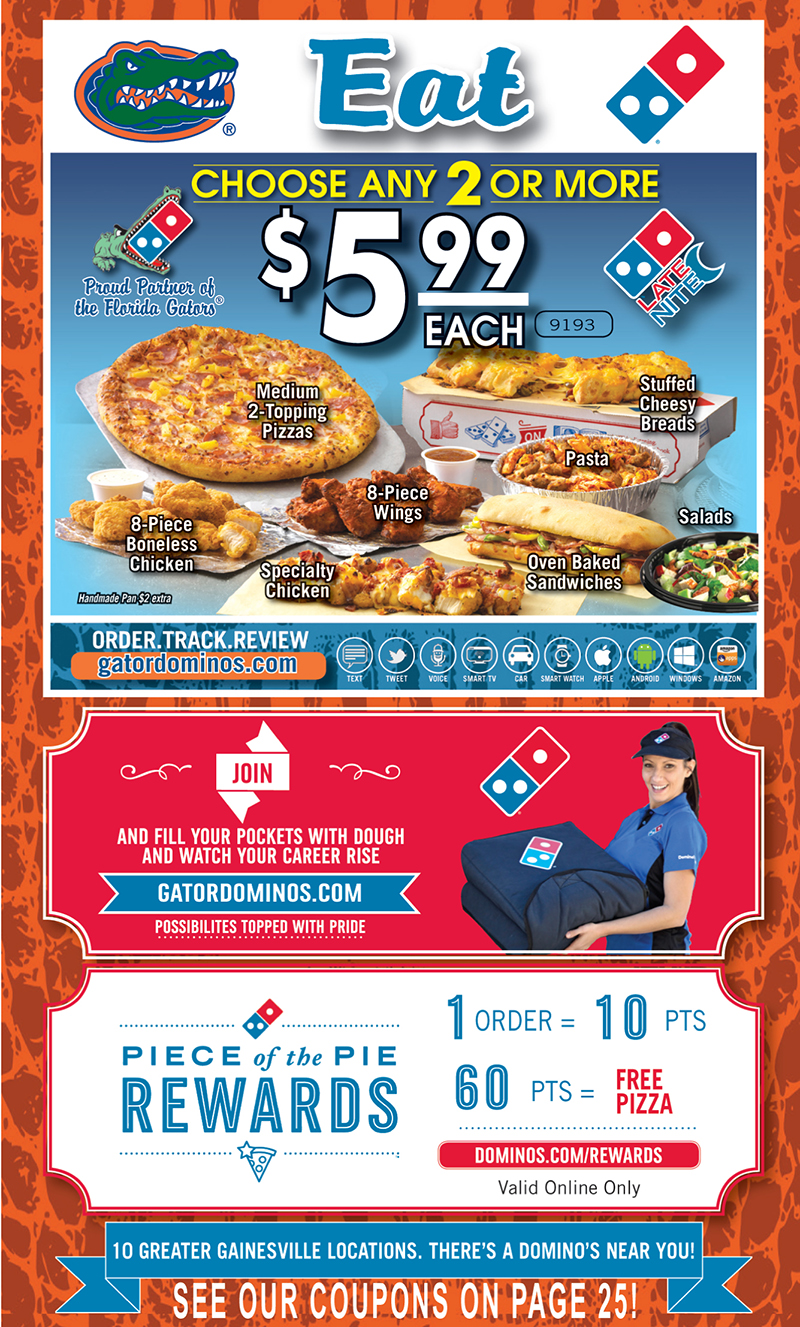 Eat
®
CHOOSE ANY 2 OR MORE
$5.99
EACH
9193
Proud Partner of
the Florida Gators®
LATE
NITE
Medium
2-Topping
Pizzas
Stuffed
Cheesy
Breads
ON
Pasta
8-Piece
Wings
8-Piece
Boneless
Chicken
Salads
Specialty
Chicken
Oven Baked
Sandwiches
Handmade Pan $2 extra
ORDER.TRACK.REVIEW
gatordominos.com
TEXT TWEET VOICE SMART TV CAR SMART WATCH APPLE ANDROID WINDOWS AMAZON
JOIN
AND FILL YOUR POCKETS WITH DOUGH
AND WATCH YOUR CAREER RISE
GATORDOMINOS.COM
POSSIBILITES TOPPED WITH PRIDE
PIECE of the PIE
REWARDS
1 ORDER = 10 PTS
60 PTS = FREE
PIZZA
DOMINOS.COM/REWARDS
Valid Online Only
10 GREATER GAINESVILLE LOCATIONS. THERE'S A DOMINO'S NEAR YOU!
SEE OUR COUPONS ON PAGE 25!